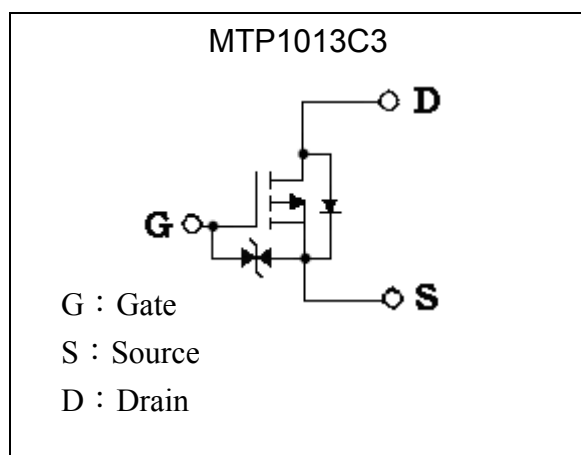 MTP1013C3
D
G
S
G：Gate
S：Source
D：Drain